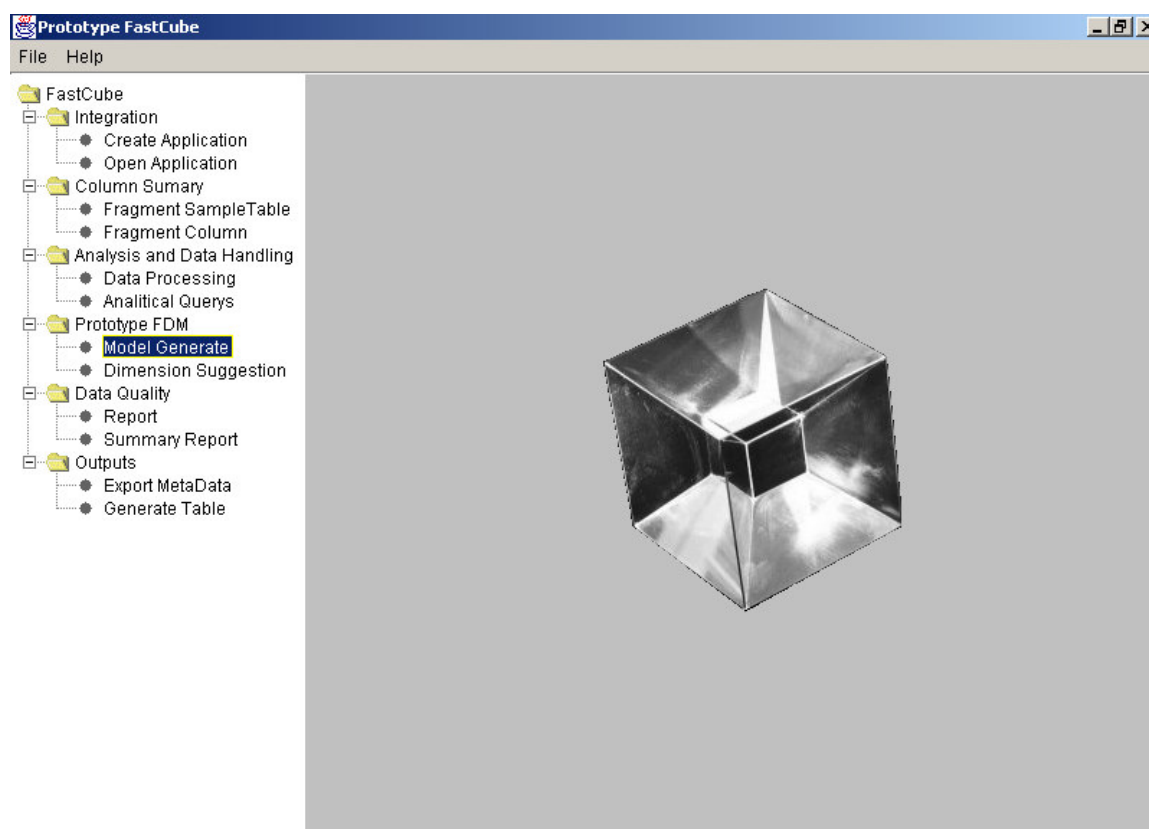 Prototype FastCube
File Help
FastCube
Integration
Create Application
Open Application
Column Sumary
Fragment SampleTable
Fragment Column
Analysis and Data Handling
Data Processing
Analitical Querys
Prototype FDM
Model Generate
Dimension Suggestion
Data Quality
Report
Summary Report
Outputs
Export MetaData
Generate Table